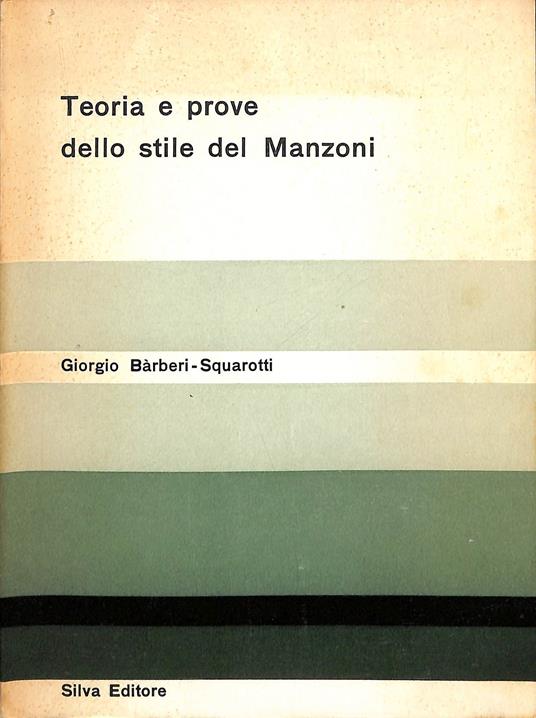 Teoria e prove
dello stile del Manzoni
Giorgio Bàrberi-Squarotti
Silva Editore